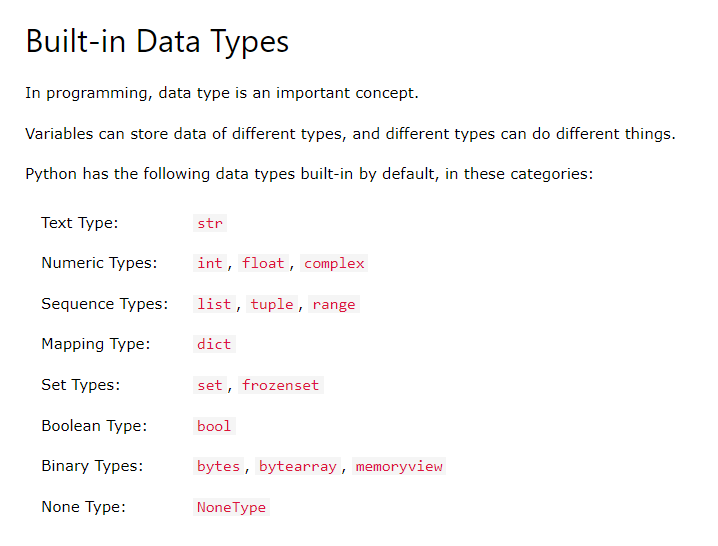 Built-in Data Types
In programming, data type is an important concept.
Variables can store data of different types, and different types can do different things.
Python has the following data types built-in by default, in these categories:
Text Type: str
Numeric Types: int, float, complex
Sequence Types: list, tuple, range
Mapping Type: dict
Set Types: set, frozenset
Boolean Type: bool
Binary Types: bytes, bytearray, memoryview
None Type: NoneType